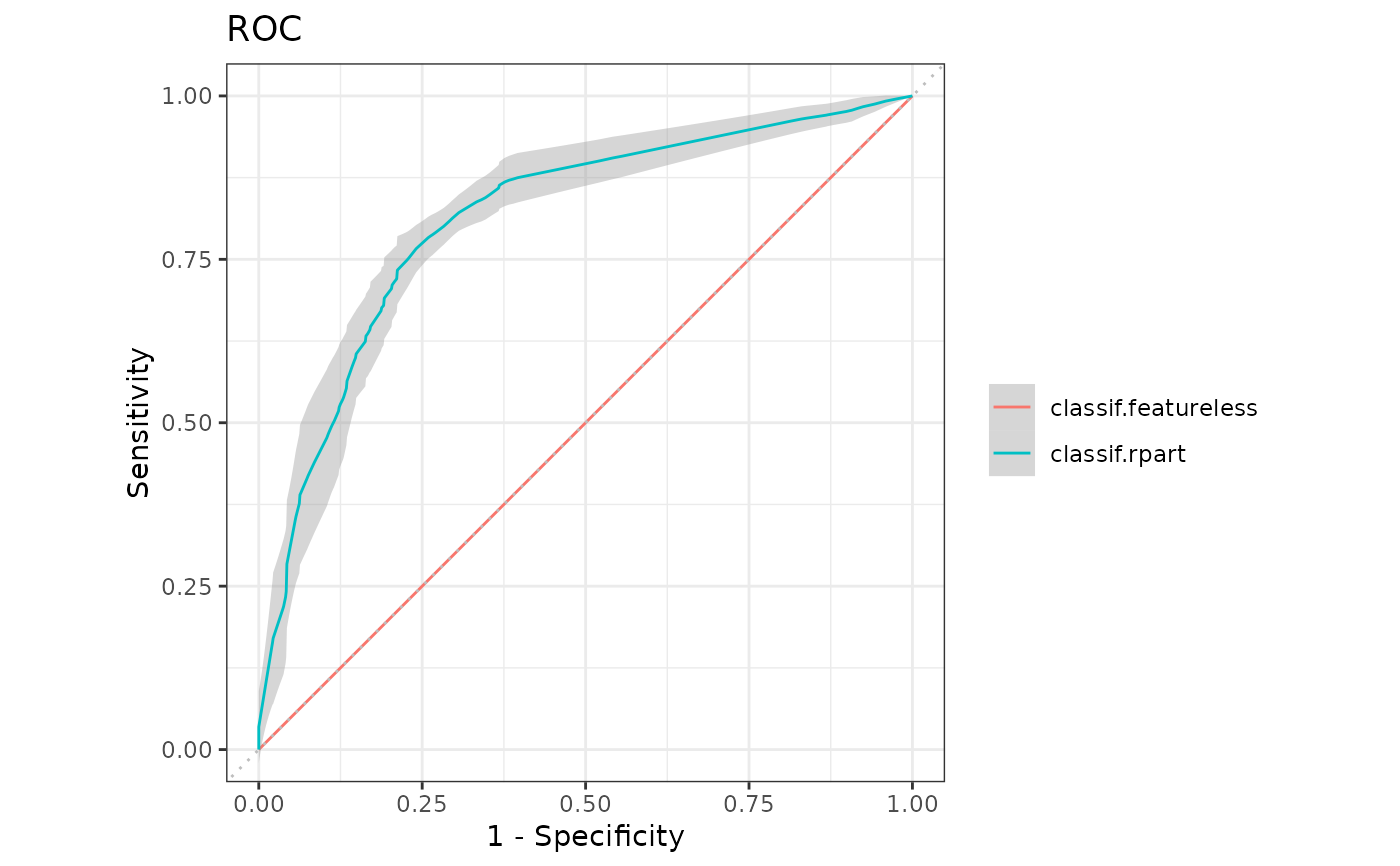 ROC
1.00
0.75
0.50
0.25
0.00
Sensitivity
0.00 0.25 0.50 0.75 1.00
1 - Specificity
classif.featureless
classif.rpart